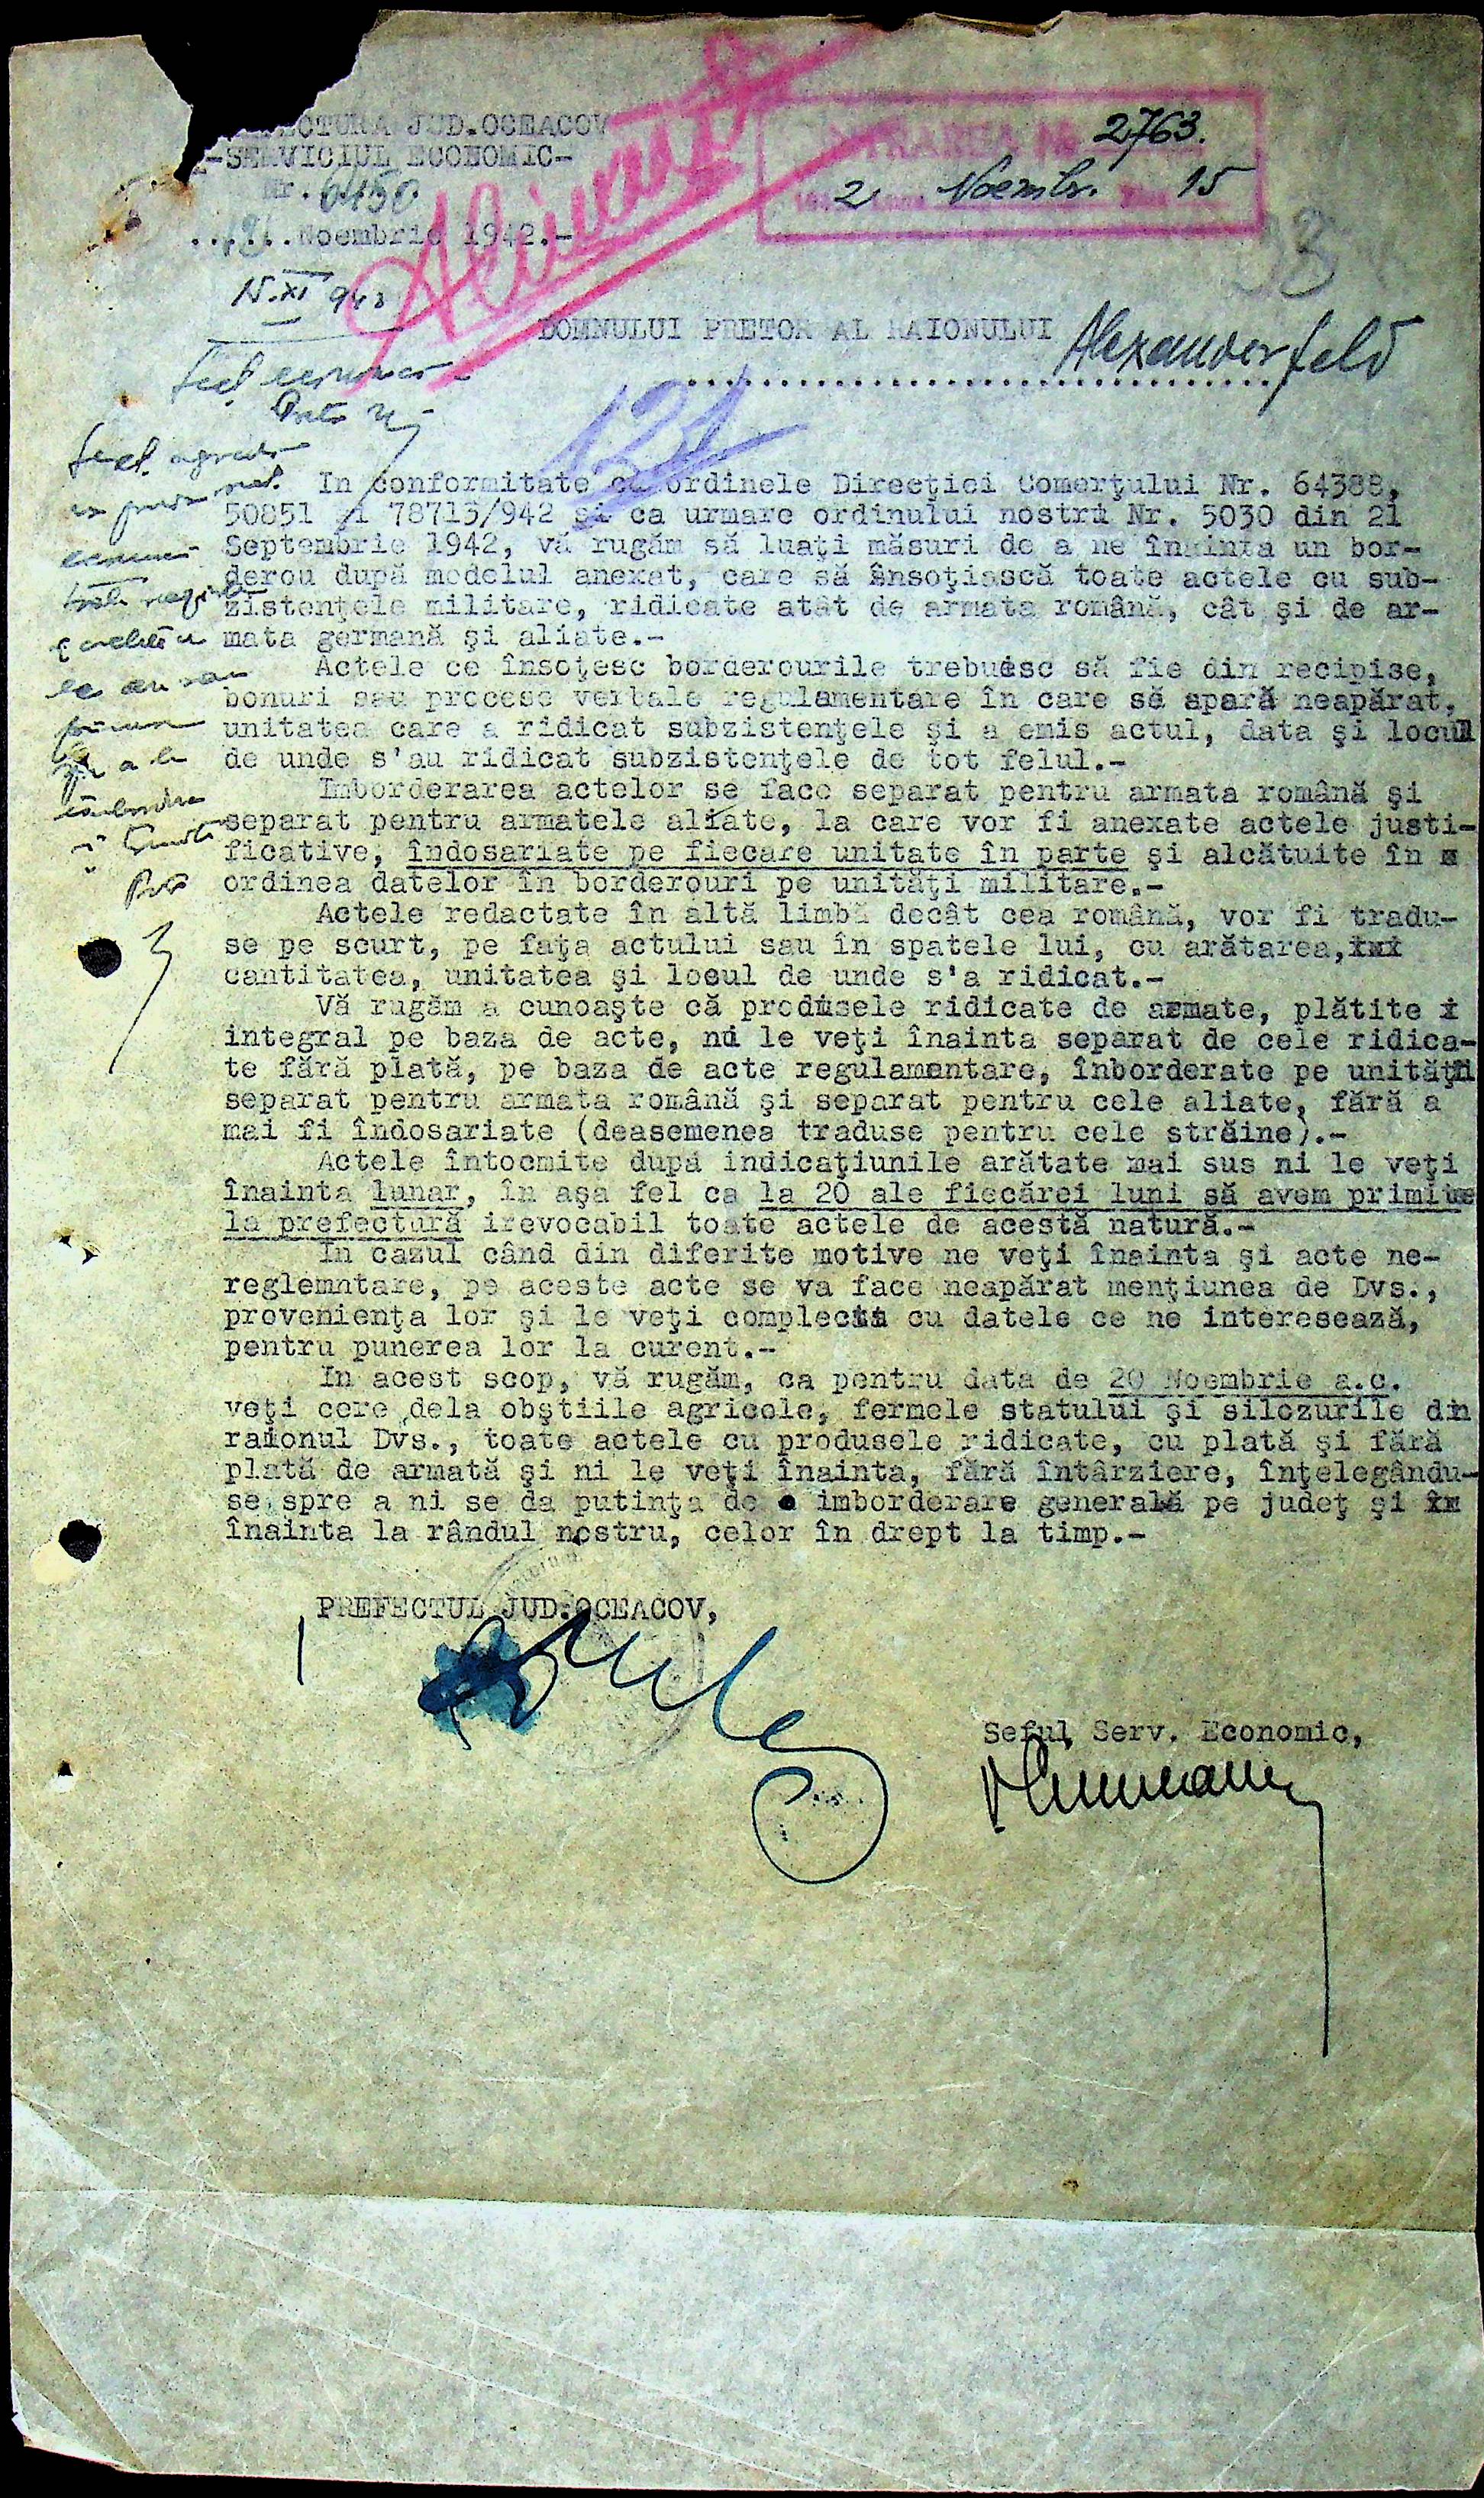 PREFECTURA JUD.OCEACOV
-SERVICIUL ECONOMIC-
Nr. 6450
Noembrie 1942.-
INTRAREA No 2763.
2 Noembr. 15
15.XI 942
DOMNULUI PRETOR AL RAIONULUI Alexanderfeld
121
In conformitate cu ordinele Direcţiei Comerţului Nr. 64388,
50851 şi 78713/942 şi ca urmare ordinului nostru Nr. 5030 din 21
Septembrie 1942, vă rugăm să luaţi măsuri de a ne înainta un bor-
derou după modelul anexat, care să însoţiască toate actele cu sub-
zistenţele militare, ridicate atât de armata română, cât şi de ar-
mata germană şi aliate.-
Actele ce însoţesc borderourile trebuesc să fie din recipise,
bonuri sau procese verbale regulamentare în care să apară neapărat,
unitatea care a ridicat subzistenţele şi a emis actul, data şi locul
de unde s'au ridicat subzistenţele de tot felul.-
Imborderarea actelor se face separat pentru armata română şi
separat pentru armatele aliate, la care vor fi anexate actele justi-
ficative, îndosariate pe fiecare unitate în parte şi alcătuite în
ordinea datelor în borderouri pe unităţi militare.-
Actele redactate în altă limbă decât cea română, vor fi tradu-
se pe scurt, pe faţa actului sau în spatele lui, cu arătarea,
cantitatea, unitatea şi locul de unde s'a ridicat.-
Vă rugăm a cunoaşte că produsele ridicate de armate, plătite
integral pe baza de acte, ni le veţi înainta separat de cele ridica-
te fără plată, pe baza de acte regulamentare, înborderate pe unităţi
separat pentru armata română şi separat pentru cele aliate, fără a
mai fi îndosariate (deasemenea traduse pentru cele străine).-
Actele întocmite după indicaţiunile arătate mai sus ni le veţi
înainta lunar, în aşa fel ca la 20 ale fiecărei luni să avem primite
la prefectură irevocabil toate actele de acestă natură.-
In cazul când din diferite motive ne veţi înainta şi acte ne-
reglemntare, pe aceste acte se va face neapărat menţiunea de Dvs.,
provenienţa lor şi le veţi complecta cu datele ce ne interesează,
pentru punerea lor la curent.-
In acest scop, vă rugăm, ca pentru data de 20 Noembrie a.c.
veţi cere dela obştiile agricole, fermele statului şi silozurile din
raionul Dvs., toate actele cu produsele ridicate, cu plată şi fără
plată de armată şi ni le veţi înainta, fără întârziere, înţelegându-
se spre a ni se da putinţa de o imborderare generală pe judeţ şi
înainta la rândul nostru, celor în drept la timp.-
PREFECTUL JUD.OCEACOV,
Seful Serv. Economic,